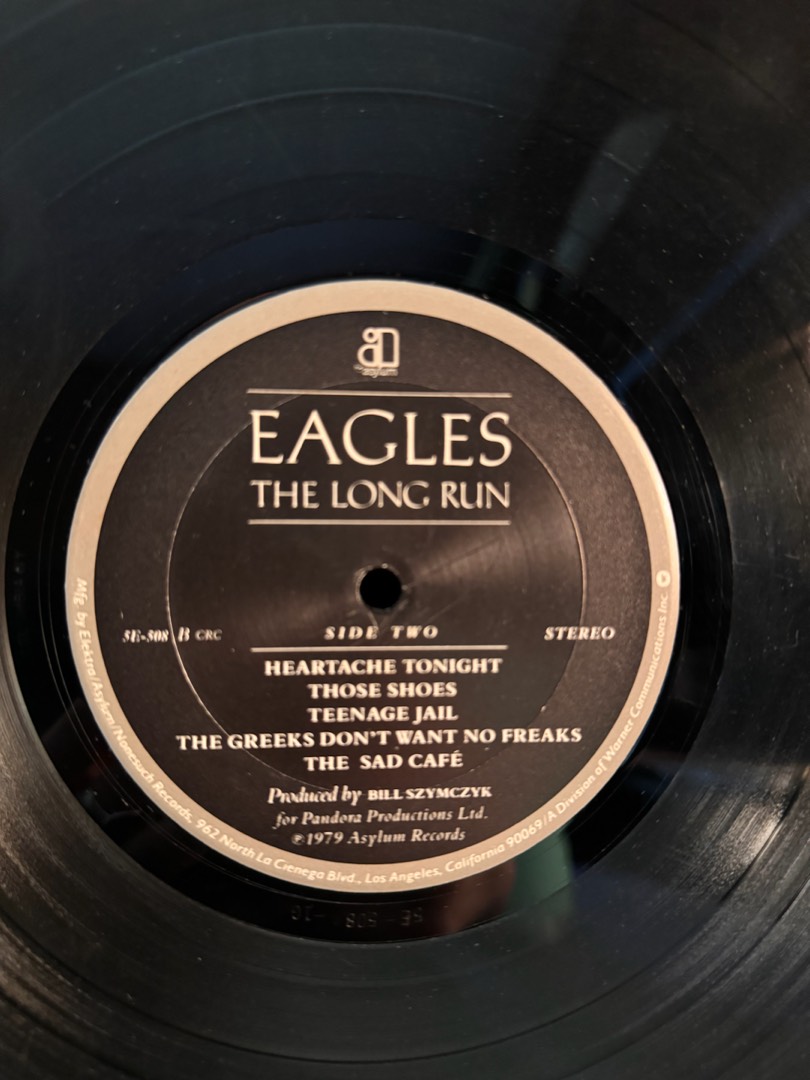 asylum
EAGLES
THE LONG RUN
5E-508 B CRC
SIDE TWO
STEREO
HEARTACHE TONIGHT
THOSE SHOES
TEENAGE JAIL
THE GREEKS DON'T WANT NO FREAKS
THE SAD CAFÉ
Produced by BILL SZYMCZYK
for Pandora Productions Ltd.
℗1979 Asylum Records
Mfg. by Elektra/Asylum/Nonesuch Records, 962 North La Cienega Blvd., Los Angeles, California 90069/A Division of Warner Communications Inc.